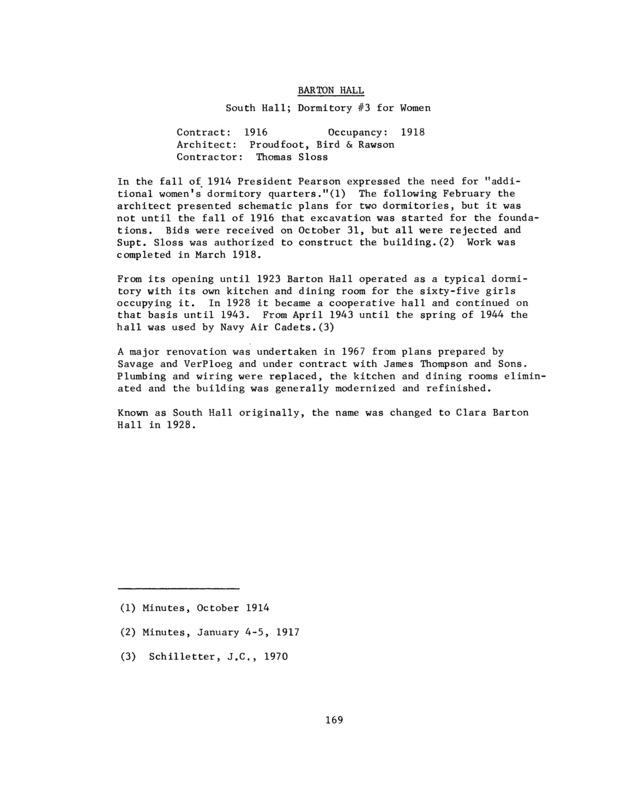 BARTON HALL
South Hall; Dormitory #3 for Women
Contract: 1916 Occupancy: 1918
Architect: Proudfoot, Bird & Rawson
Contractor: Thomas Sloss
In the fall of 1914 President Pearson expressed the need for "addi-
tional women's dormitory quarters."(1) The following February the
architect presented schematic plans for two dormitories, but it was
not until the fall of 1916 that excavation was started for the founda-
tions. Bids were received on October 31, but all were rejected and
Supt. Sloss was authorized to construct the building.(2) Work was
completed in March 1918.
From its opening until 1923 Barton Hall operated as a typical dormi-
tory with its own kitchen and dining room for the sixty-five girls
occupying it. In 1928 it became a cooperative hall and continued on
that basis until 1943. From April 1943 until the spring of 1944 the
hall was used by Navy Air Cadets.(3)
A major renovation was undertaken in 1967 from plans prepared by
Savage and VerPloeg and under contract with James Thompson and Sons.
Plumbing and wiring were replaced, the kitchen and dining rooms elimin-
ated and the building was generally modernized and refinished.
Known as South Hall originally, the name was changed to Clara Barton
Hall in 1928.
(1) Minutes, October 1914
(2) Minutes, January 4-5, 1917
(3) Schilletter, J.C., 1970
169